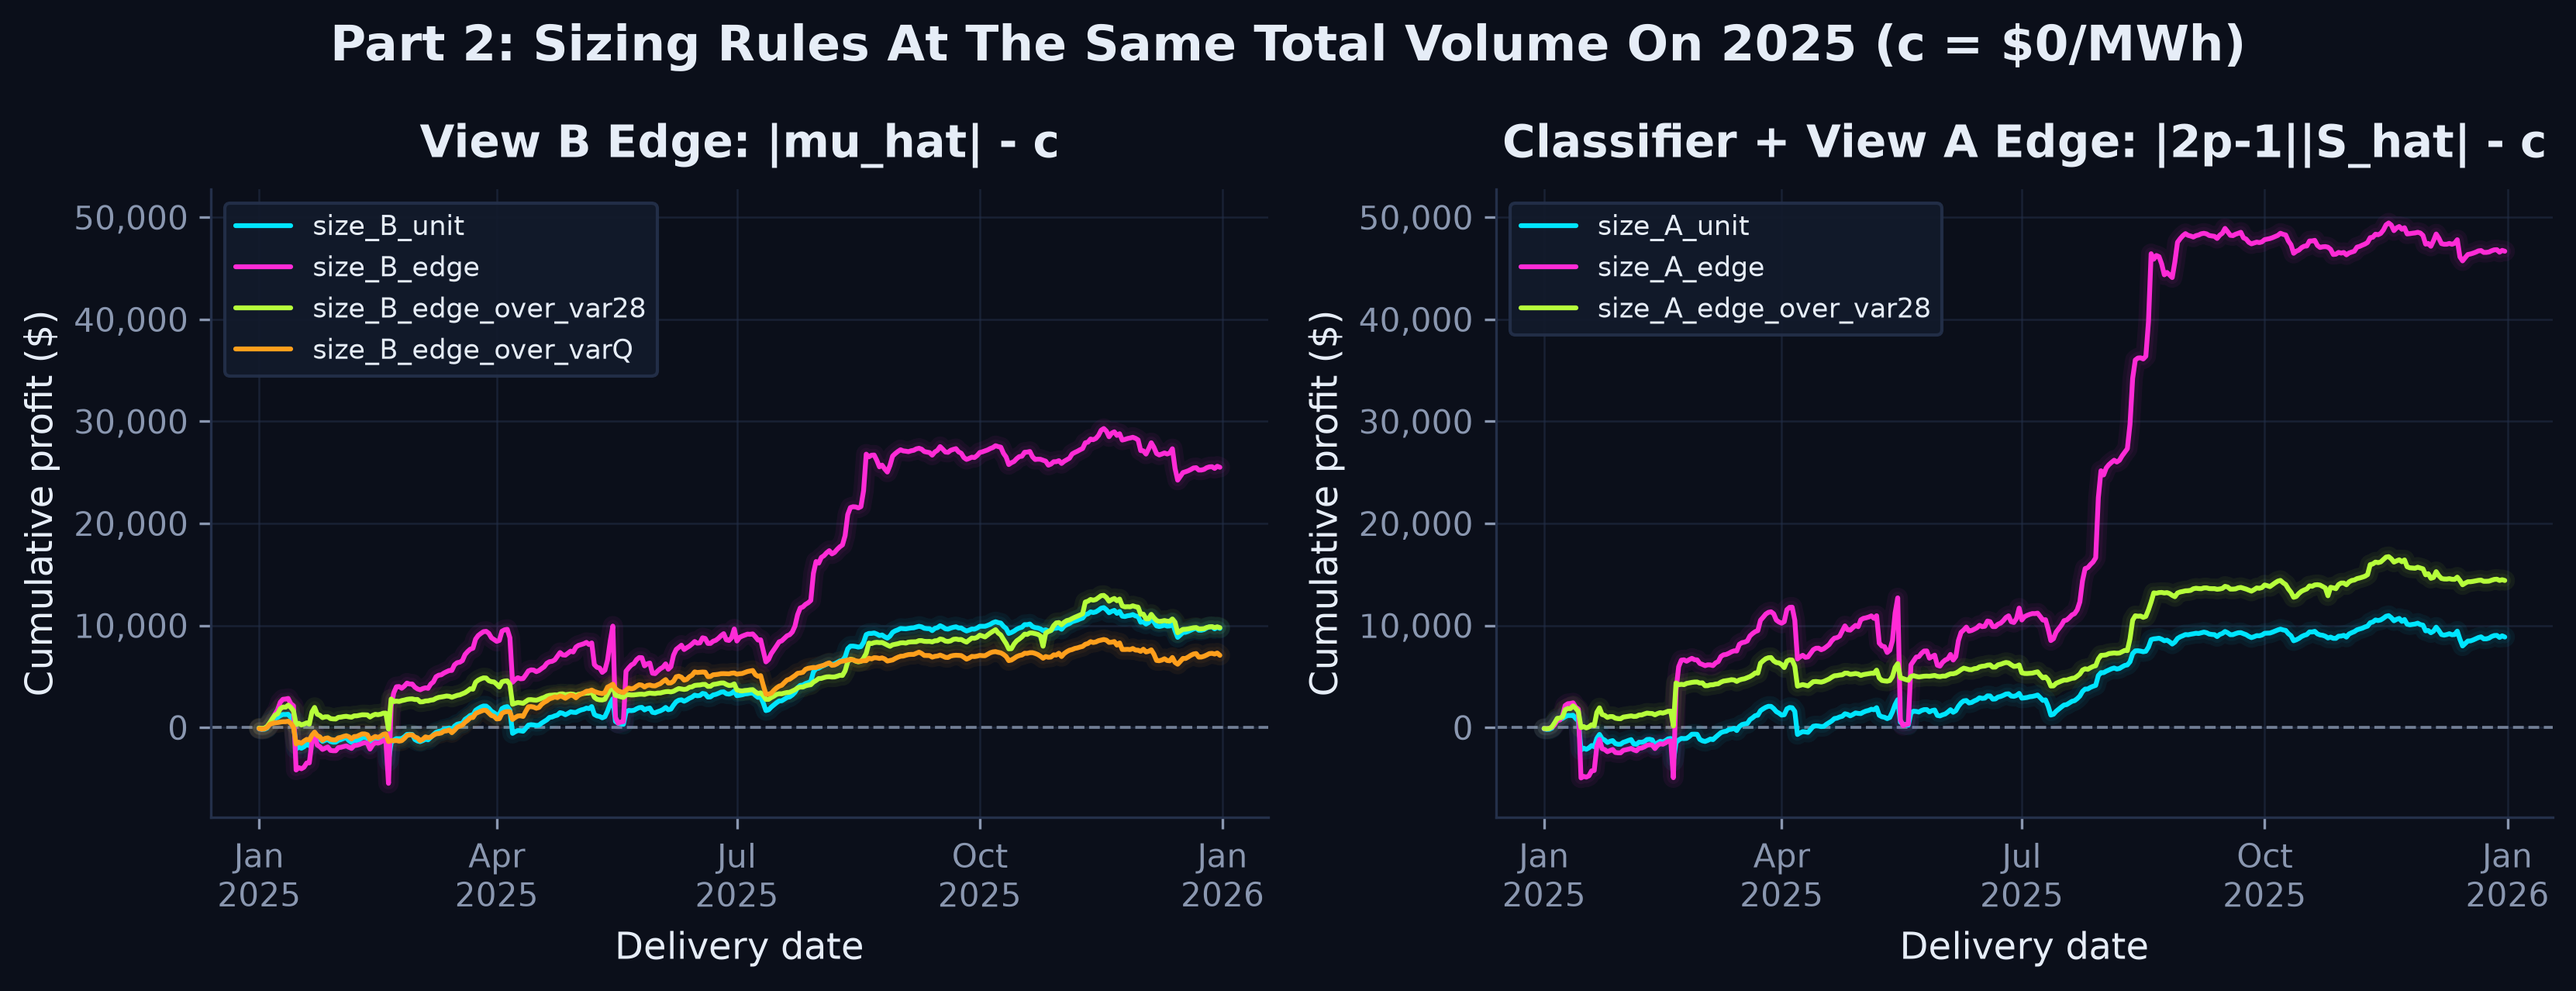 Part 2: Sizing Rules At The Same Total Volume On 2025 (c = $0/MWh)
View B Edge: |mu_hat| - c
Cumulative profit ($)
50,000
40,000
30,000
20,000
10,000
0
size_B_unit
size_B_edge
size_B_edge_over_var28
size_B_edge_over_varQ
Jan
2025
Apr
2025
Jul
2025
Oct
2025
Jan
2026
Delivery date
Classifier + View A Edge: |2p-1||S_hat| - c
Cumulative profit ($)
50,000
40,000
30,000
20,000
10,000
0
size_A_unit
size_A_edge
size_A_edge_over_var28
Jan
2025
Apr
2025
Jul
2025
Oct
2025
Jan
2026
Delivery date